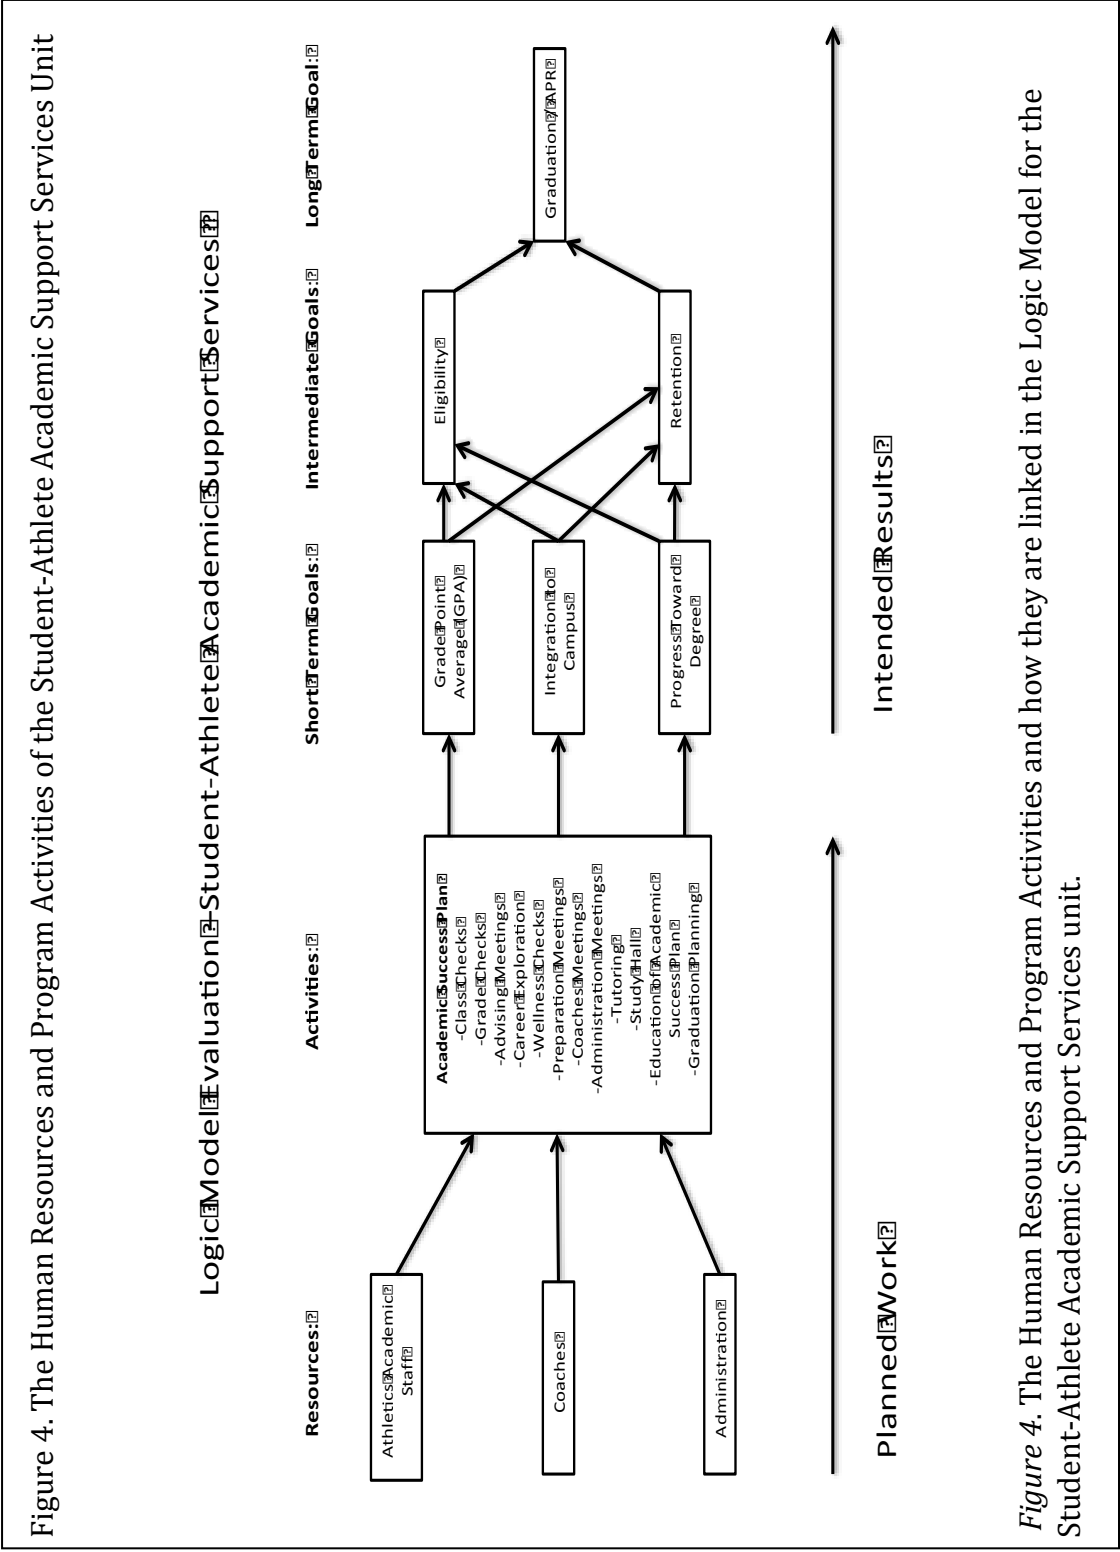 Figure 4. The Human Resources and Program Activities of the Student-Athlete Academic Support Services Unit
Logic Model Evaluation – Student-Athlete Academic Support Services
Resources:
Activities:
Short Term Goals:
Intermediate Goals:
Long Term Goal:
Athletics Academic
Staff
Coaches
Administration
Academic Success Plan
-Class Checks
-Grade Checks
-Advising Meetings
-Career Exploration
-Wellness Checks
-Preparation Meetings
-Coaches Meetings
-Administration Meetings
-Tutoring
-Study Hall
-Education of Academic
Success Plan
-Graduation Planning
Grade Point
Average (GPA)
Integration to
Campus
Progress Toward
Degree
Eligibility
Retention
Graduation / APR
Planned Work
Intended Results
Figure 4. The Human Resources and Program Activities and how they are linked in the Logic Model for the
Student-Athlete Academic Support Services unit.